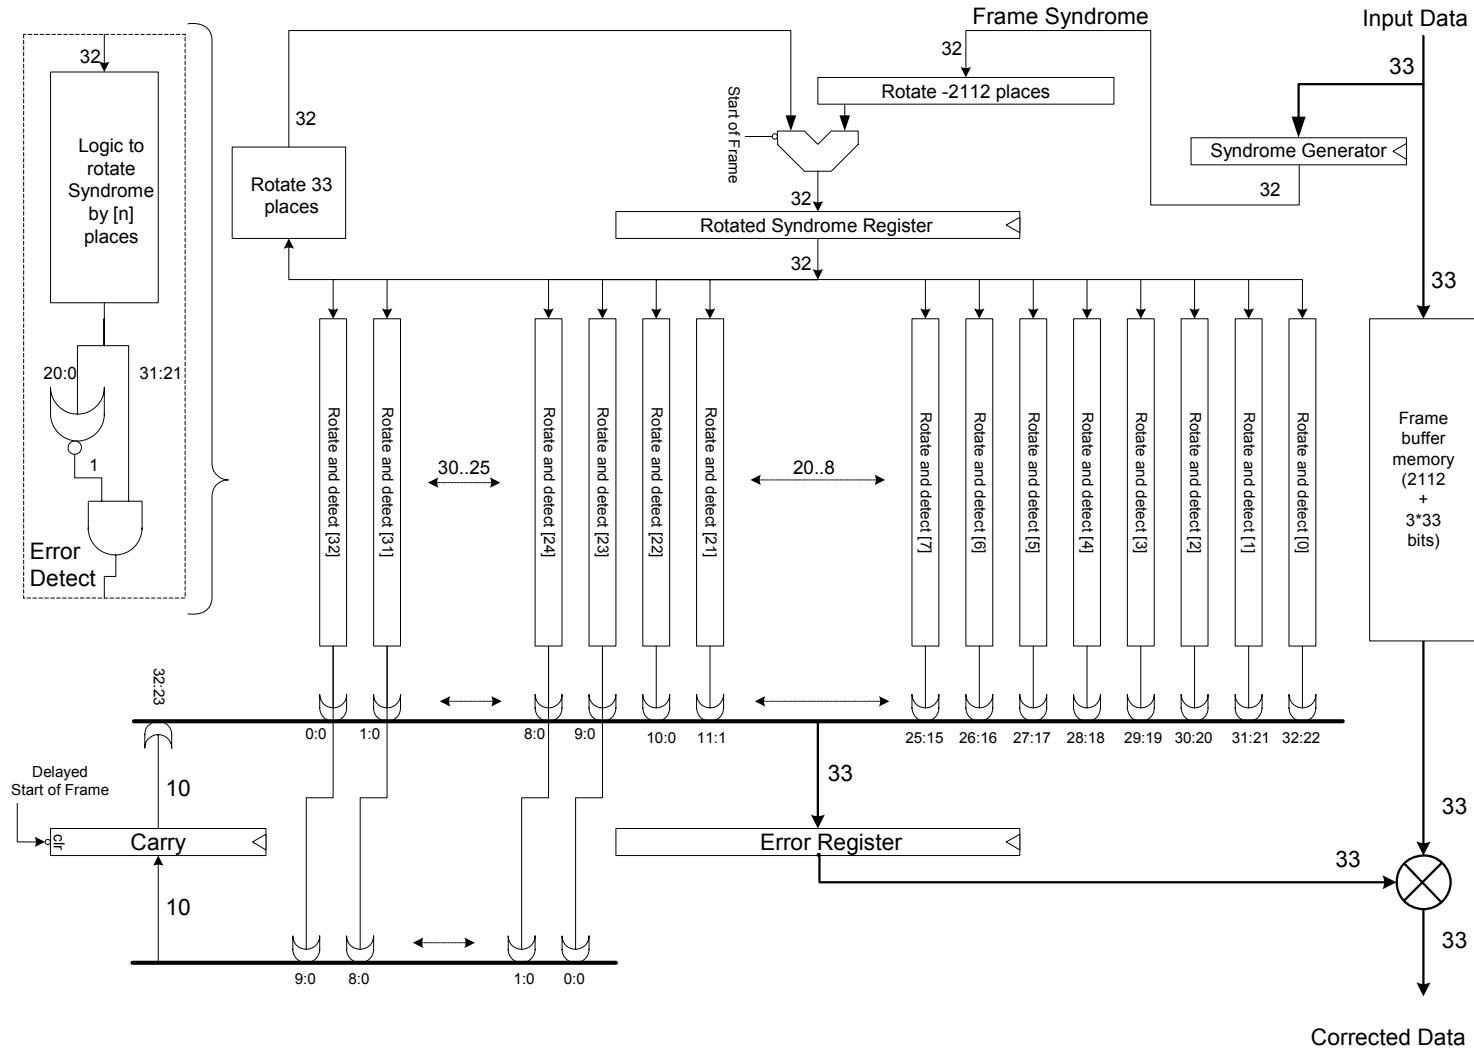 Frame Syndrome
Input Data
32
32
33
Rotate -2112 places
Start of Frame
32
Logic to
rotate
Syndrome
by [n]
places
Syndrome Generator
Rotate 33
places
32
32
Rotated Syndrome Register
32
33
20:0
31:21
1
Error
Detect
Rotate and detect [32]
Rotate and detect [31]
30..25
Rotate and detect [24]
Rotate and detect [23]
Rotate and detect [22]
Rotate and detect [21]
20..8
Rotate and detect [7]
Rotate and detect [6]
Rotate and detect [5]
Rotate and detect [4]
Rotate and detect [3]
Rotate and detect [2]
Rotate and detect [1]
Rotate and detect [0]
Frame
buffer
memory
(2112
+
3*33
bits)
32:23
0:0
1:0
8:0
9:0
10:0
11:1
25:15
26:16
27:17
28:18
29:19
30:20
31:21
32:22
Delayed
Start of Frame
10
33
33
clr
Carry
Error Register
33
10
33
9:0
8:0
1:0
0:0
Corrected Data